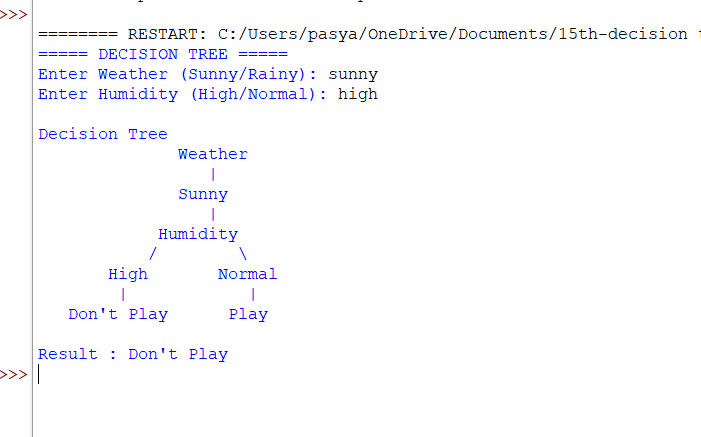 >>>
======== RESTART: C:/Users/pasya/OneDrive/Documents/15th-decision
===== DECISION TREE =====
Enter Weather (Sunny/Rainy): sunny
Enter Humidity (High/Normal): high
Decision Tree
Weather
|
Sunny
|
Humidity
/ \
High Normal
| |
Don't Play Play
Result : Don't Play
>>>